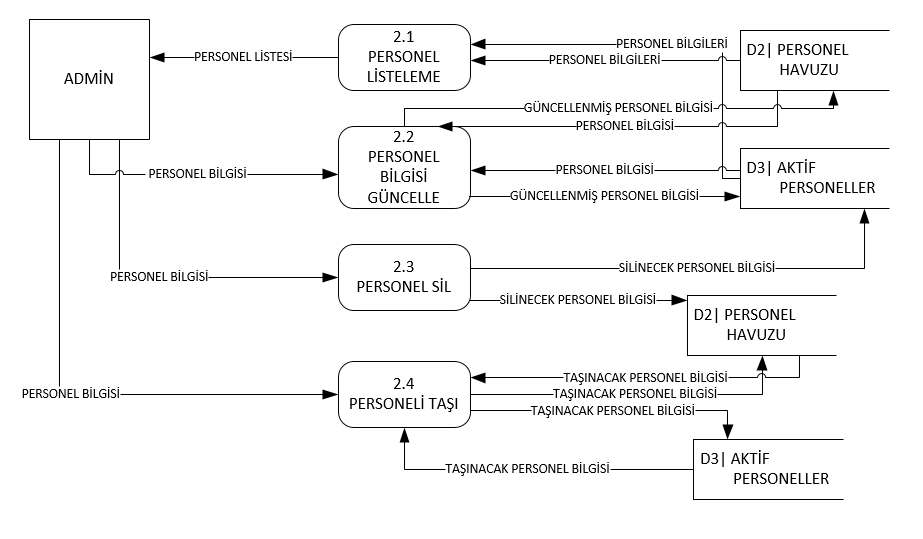 ADMİN
PERSONEL LİSTESİ
2.1
PERSONEL
LİSTELEME
PERSONEL BİLGİLERİ
PERSONEL BİLGİLERİ
D2| PERSONEL
HAVUZU
GÜNCELLENMİŞ PERSONEL BİLGİSİ
PERSONEL BİLGİSİ
PERSONEL BİLGİSİ
2.2
PERSONEL
BİLGİSİ
GÜNCELLE
PERSONEL BİLGİSİ
GÜNCELLENMİŞ PERSONEL BİLGİSİ
D3| AKTİF
PERSONELLER
PERSONEL BİLGİSİ
2.3
PERSONEL SİL
SİLİNECEK PERSONEL BİLGİSİ
SİLİNECEK PERSONEL BİLGİSİ
D2| PERSONEL
HAVUZU
PERSONEL BİLGİSİ
2.4
PERSONELİ TAŞI
TAŞINACAK PERSONEL BİLGİSİ
TAŞINACAK PERSONEL BİLGİSİ
TAŞINACAK PERSONEL BİLGİSİ
TAŞINACAK PERSONEL BİLGİSİ
D3| AKTİF
PERSONELLER